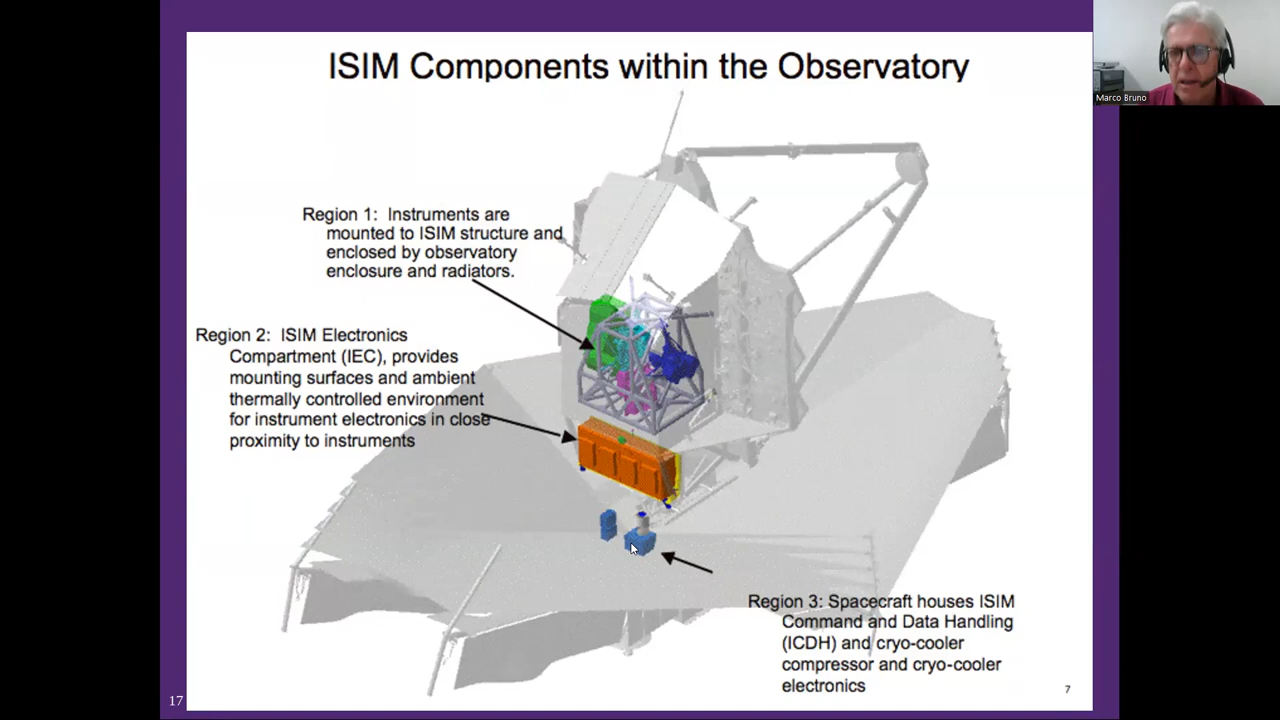 ISIM Components within the Observatory
Marco Bruno
Region 1: Instruments are
mounted to ISIM structure and
enclosed by observatory
enclosure and radiators.
Region 2: ISIM Electronics
Compartment (IEC), provides
mounting surfaces and ambient
thermally controlled environment
for instrument electronics in close
proximity to instruments
Region 3: Spacecraft houses ISIM
Command and Data Handling
(ICDH) and cryo-cooler
compressor and cryo-cooler
electronics
7
17